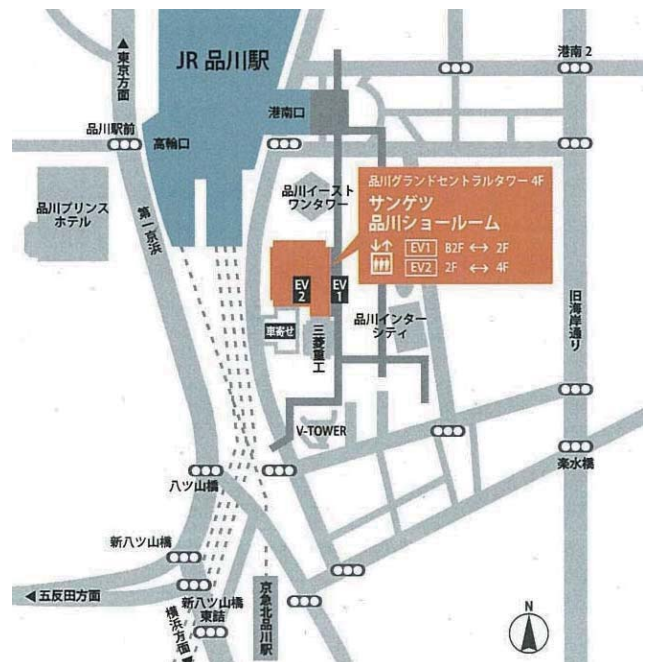 JR 品川駅
港南 2
▲東京方面
港南口
品川駅前
高輪口
品川イースト
ワンタワー
品川グランドセントラルタワー 4F
サンゲツ
品川ショールーム
EV1 B2F ↔ 2F
EV2 2F ↔ 4F
品川プリンス
ホテル
第一京浜
EV
2
EV
1
旧海岸通り
車寄せ
三菱重工
品川インター
シティ
V-TOWER
八ツ山橋
楽水橋
新八ツ山橋
◀五反田方面
新八ツ山橋
東詰
横浜方面▼
京急北品川駅
N